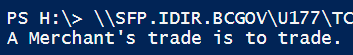 PS H:\> \\SFP.IDIR.BCGOV\U177\TC
A Merchant's trade is to trade.